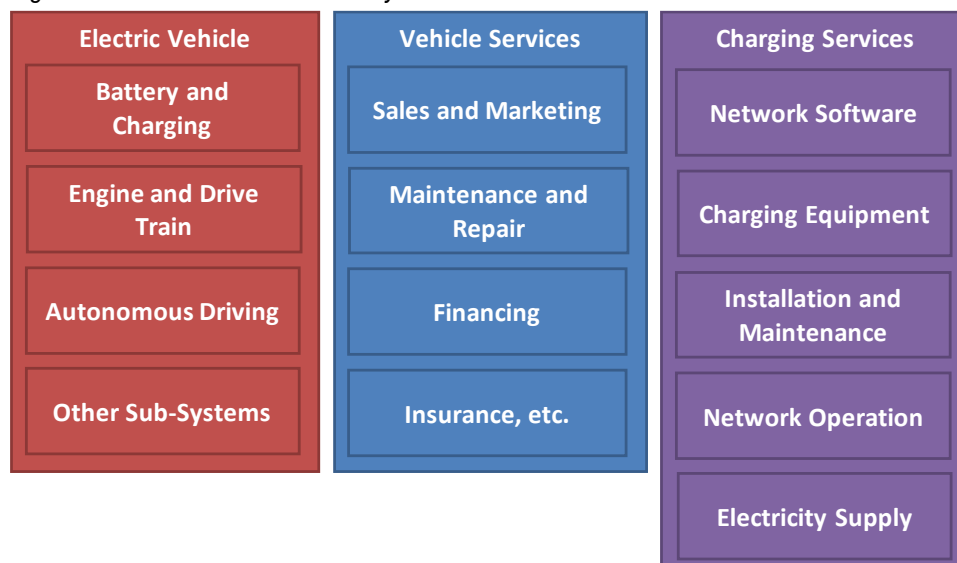 Electric Vehicle
Battery and
Charging
Engine and Drive
Train
Autonomous Driving
Other Sub-Systems
Vehicle Services
Sales and Marketing
Maintenance and
Repair
Financing
Insurance, etc.
Charging Services
Network Software
Charging Equipment
Installation and
Maintenance
Network Operation
Electricity Supply